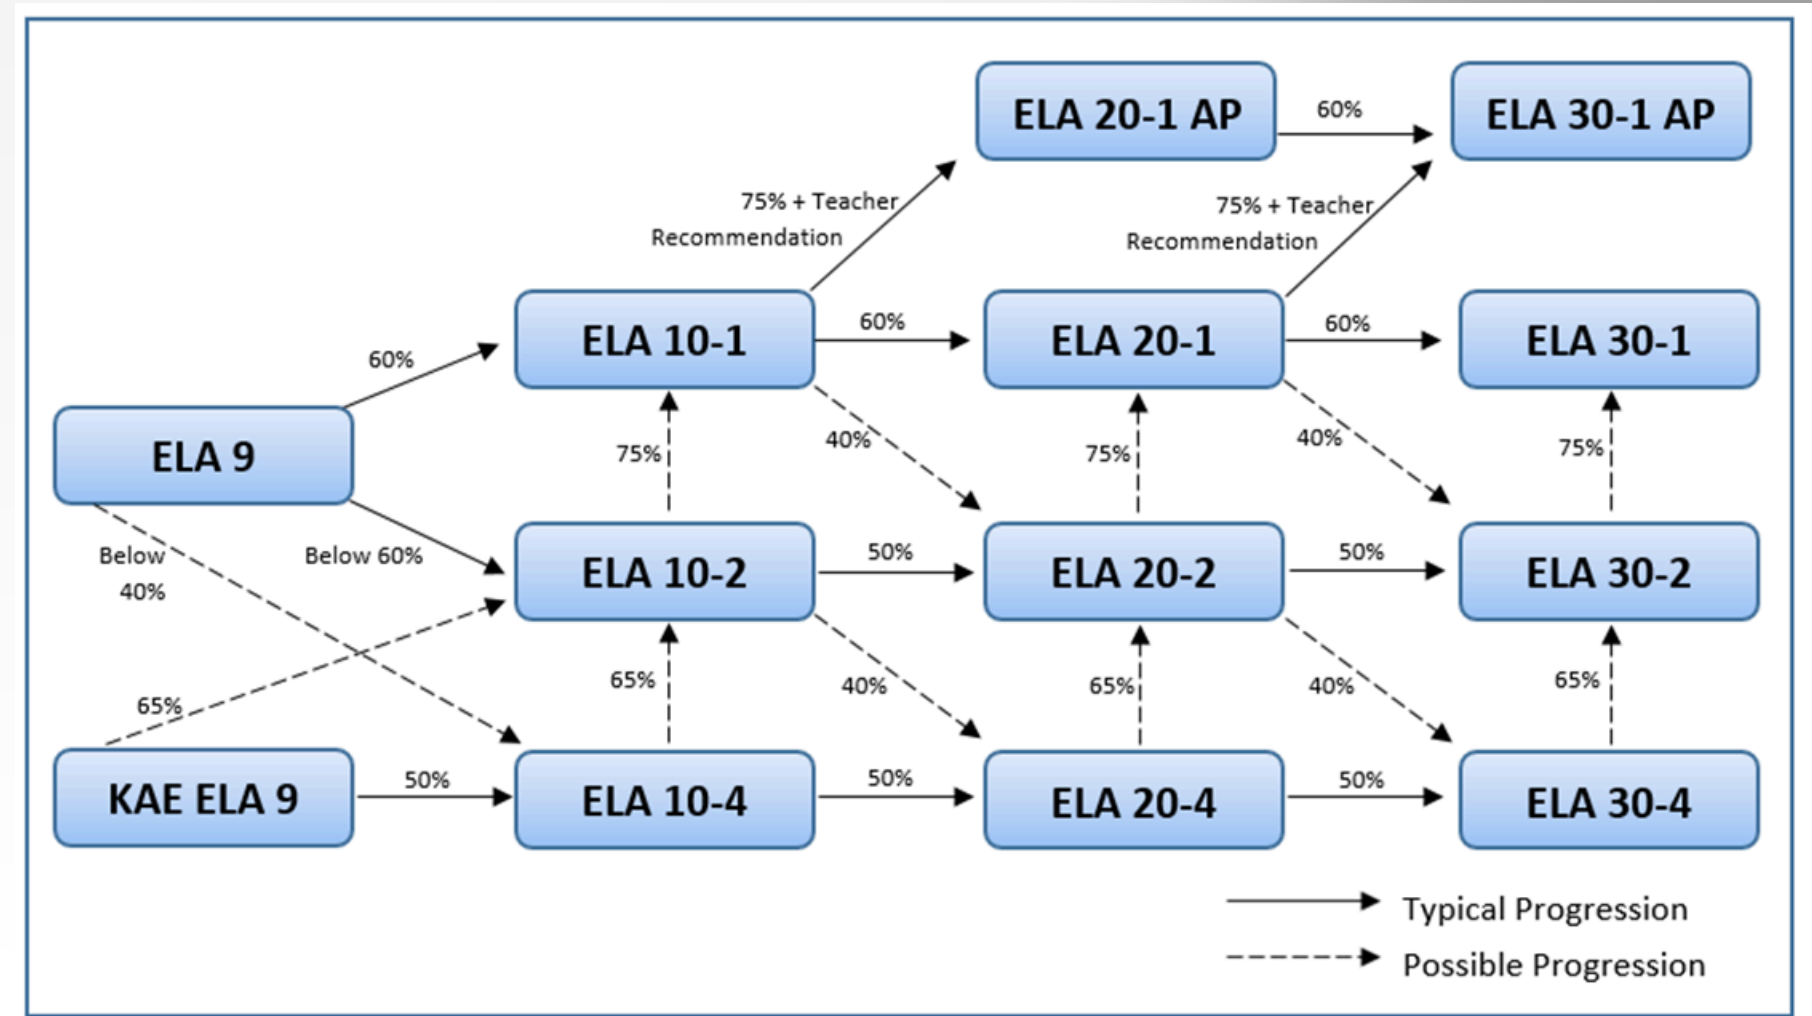 ELA 20-1 AP
60%
ELA 30-1 AP
75% + Teacher
Recommendation
75% + Teacher
Recommendation
60%
ELA 10-1
60%
ELA 20-1
60%
ELA 30-1
ELA 9
75%
40%
75%
40%
75%
Below
40%
Below 60%
ELA 10-2
50%
ELA 20-2
50%
ELA 30-2
65%
65%
40%
65%
40%
65%
KAE ELA 9
50%
ELA 10-4
50%
ELA 20-4
50%
ELA 30-4
Typical Progression
Possible Progression